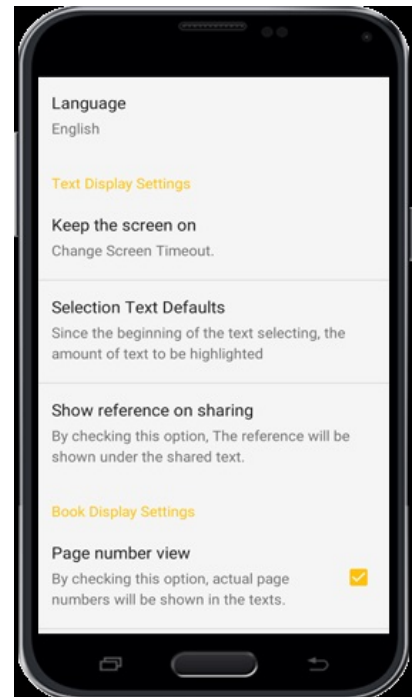 Language
English
Text Display Settings
Keep the screen on
Change Screen Timeout.
Selection Text Defaults
Since the beginning of the text selecting, the
amount of text to be highlighted
Show reference on sharing
By checking this option, The reference will be
shown under the shared text.
Book Display Settings
Page number view
By checking this option, actual page
numbers will be shown in the texts.